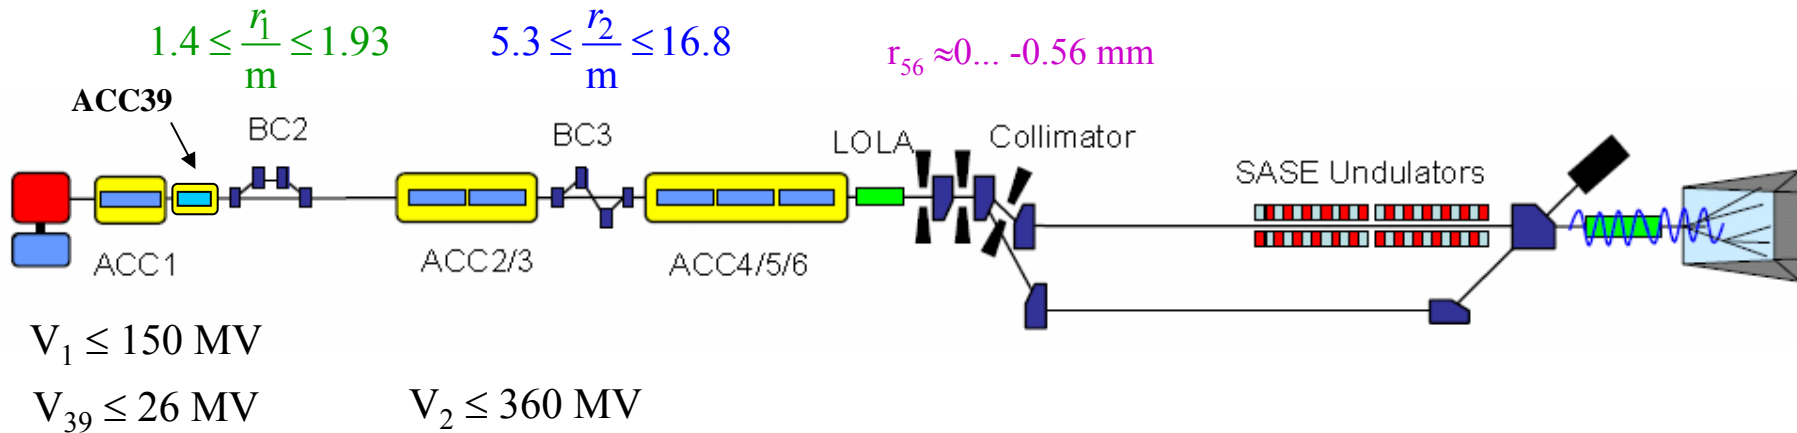 1.4 ≤ r₁/m ≤ 1.93
5.3 ≤ r₂/m ≤ 16.8
r₅₆ ≈0... -0.56 mm
ACC39
BC2
BC3
LOLA
Collimator
SASE Undulators
ACC1
ACC2/3
ACC4/5/6
V₁ ≤ 150 MV
V₃₉ ≤ 26 MV
V₂ ≤ 360 MV